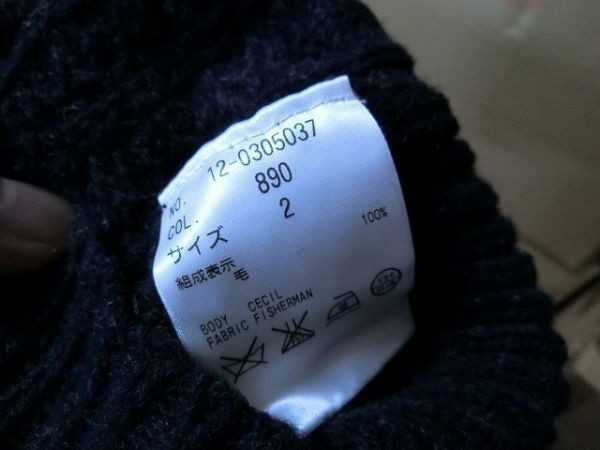 NO. 12-0305037
COL. 890
サイズ 2
組成表示
毛 100%
BODY CECIL
FABRIC FISHERMAN